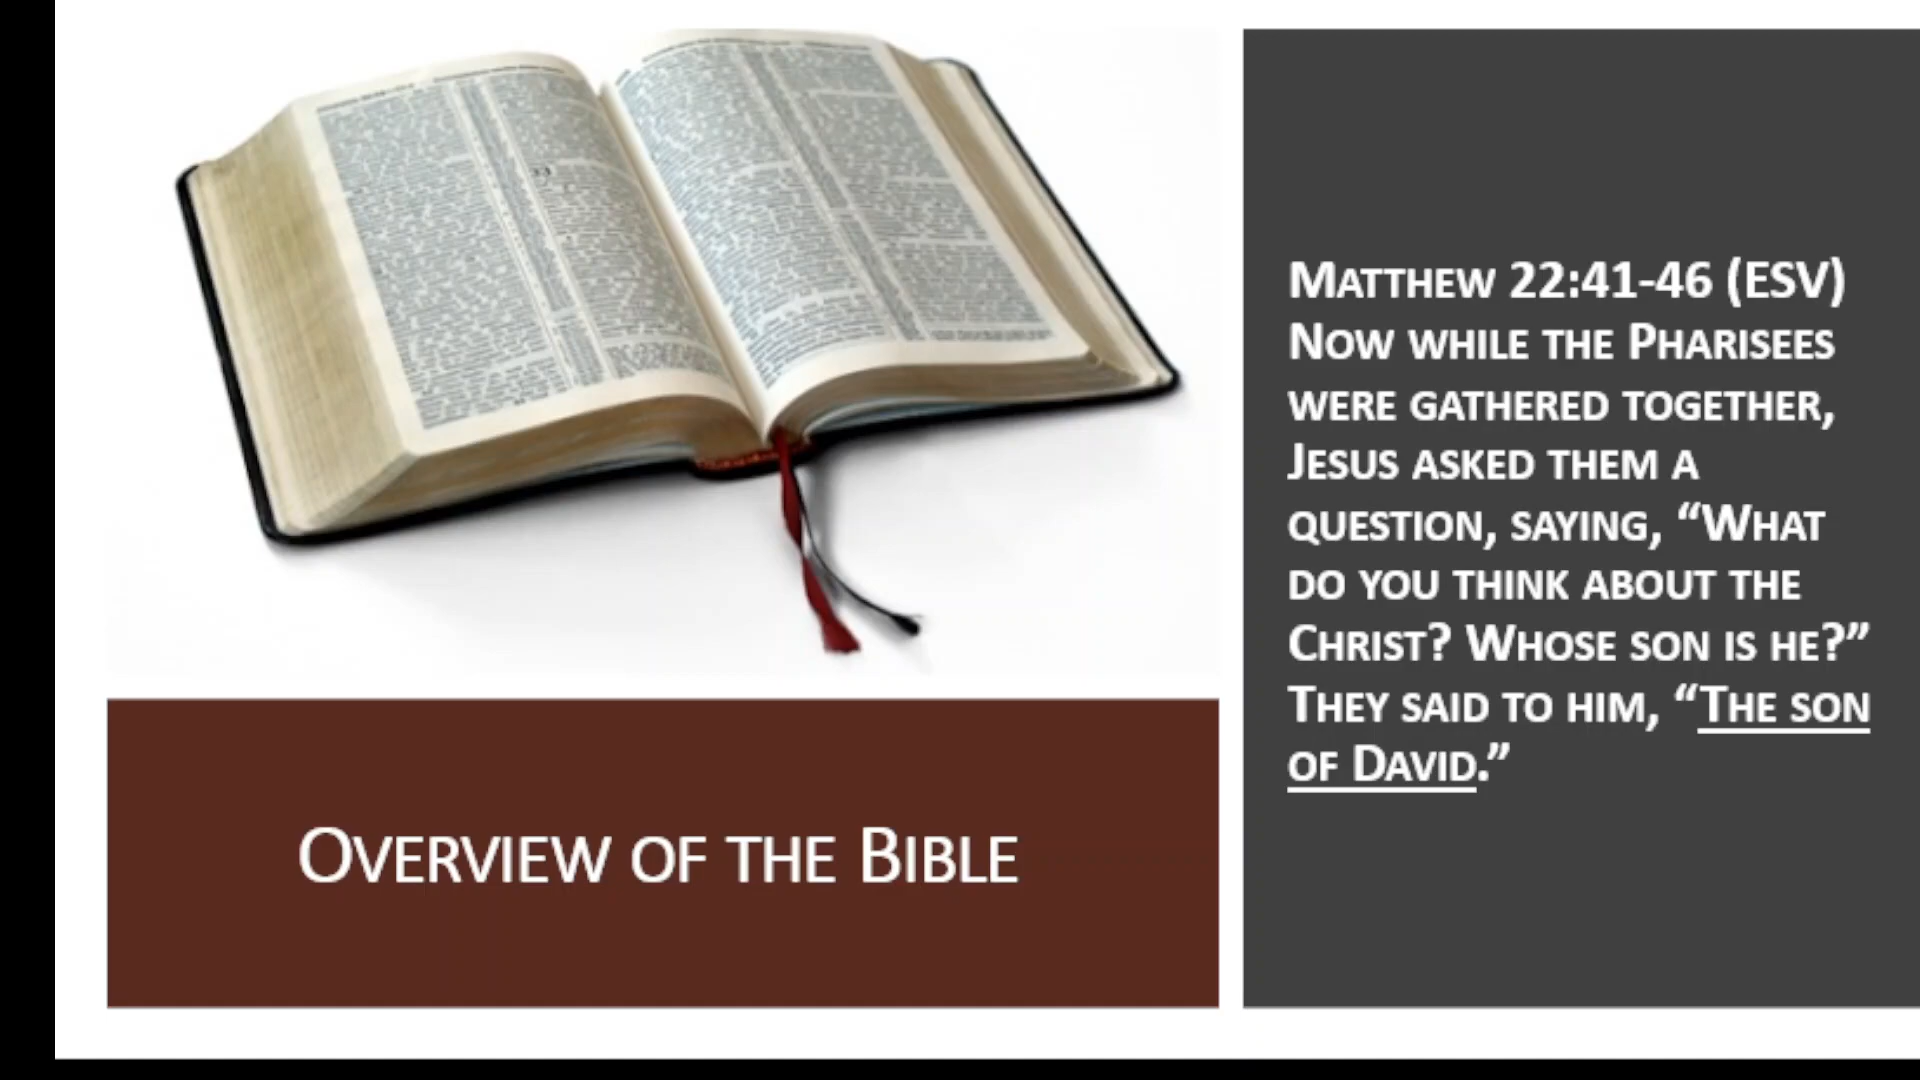 Matthew 22:41-46 (ESV)
Now while the Pharisees
were gathered together,
Jesus asked them a
question, saying, “What
do you think about the
Christ? Whose son is he?”
They said to him, “The son
of David.”
Overview of the Bible